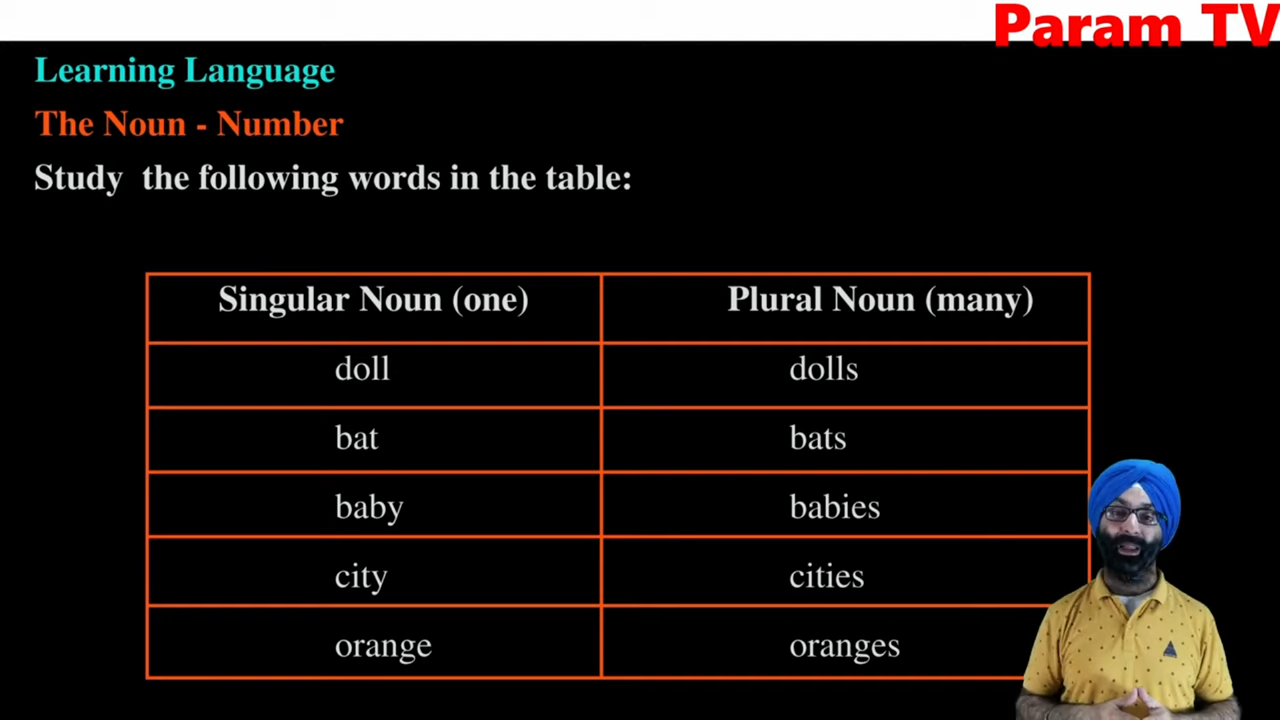 Param TV
Learning Language
The Noun - Number
Study the following words in the table:
Singular Noun (one) Plural Noun (many)
doll dolls
bat bats
baby babies
city cities
orange oranges